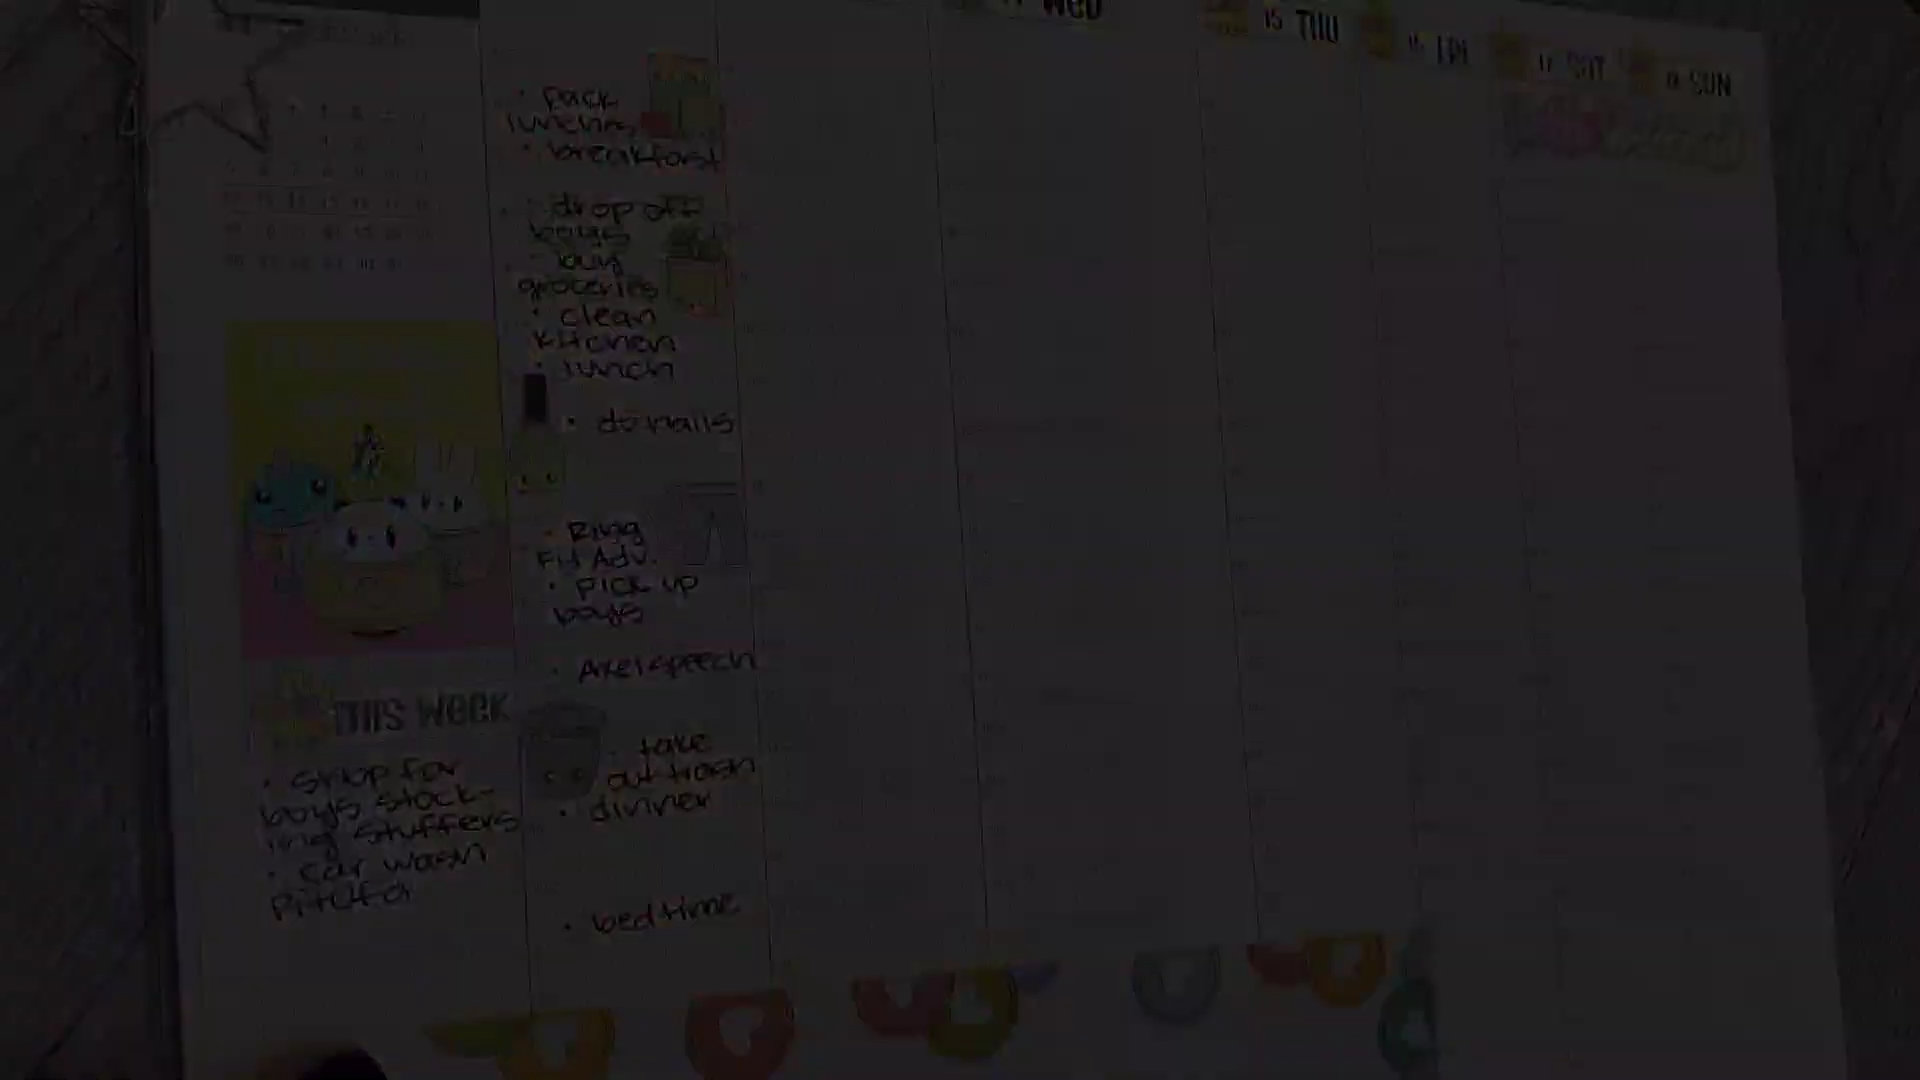 WED
15 THU
16 FRI
17 SAT
18 SUN
• pack
lunches
• breakfast
• drop off
boys
• buy
groceries
• clean
kitchen
• lunch
• do nails
• Ring
Fit Adv.
• pick up
boys
• Axel speech
• take
out trash
• dinner
• bedtime
THIS WEEK
• shop for
boys stock-
ing stuffers
• car wash